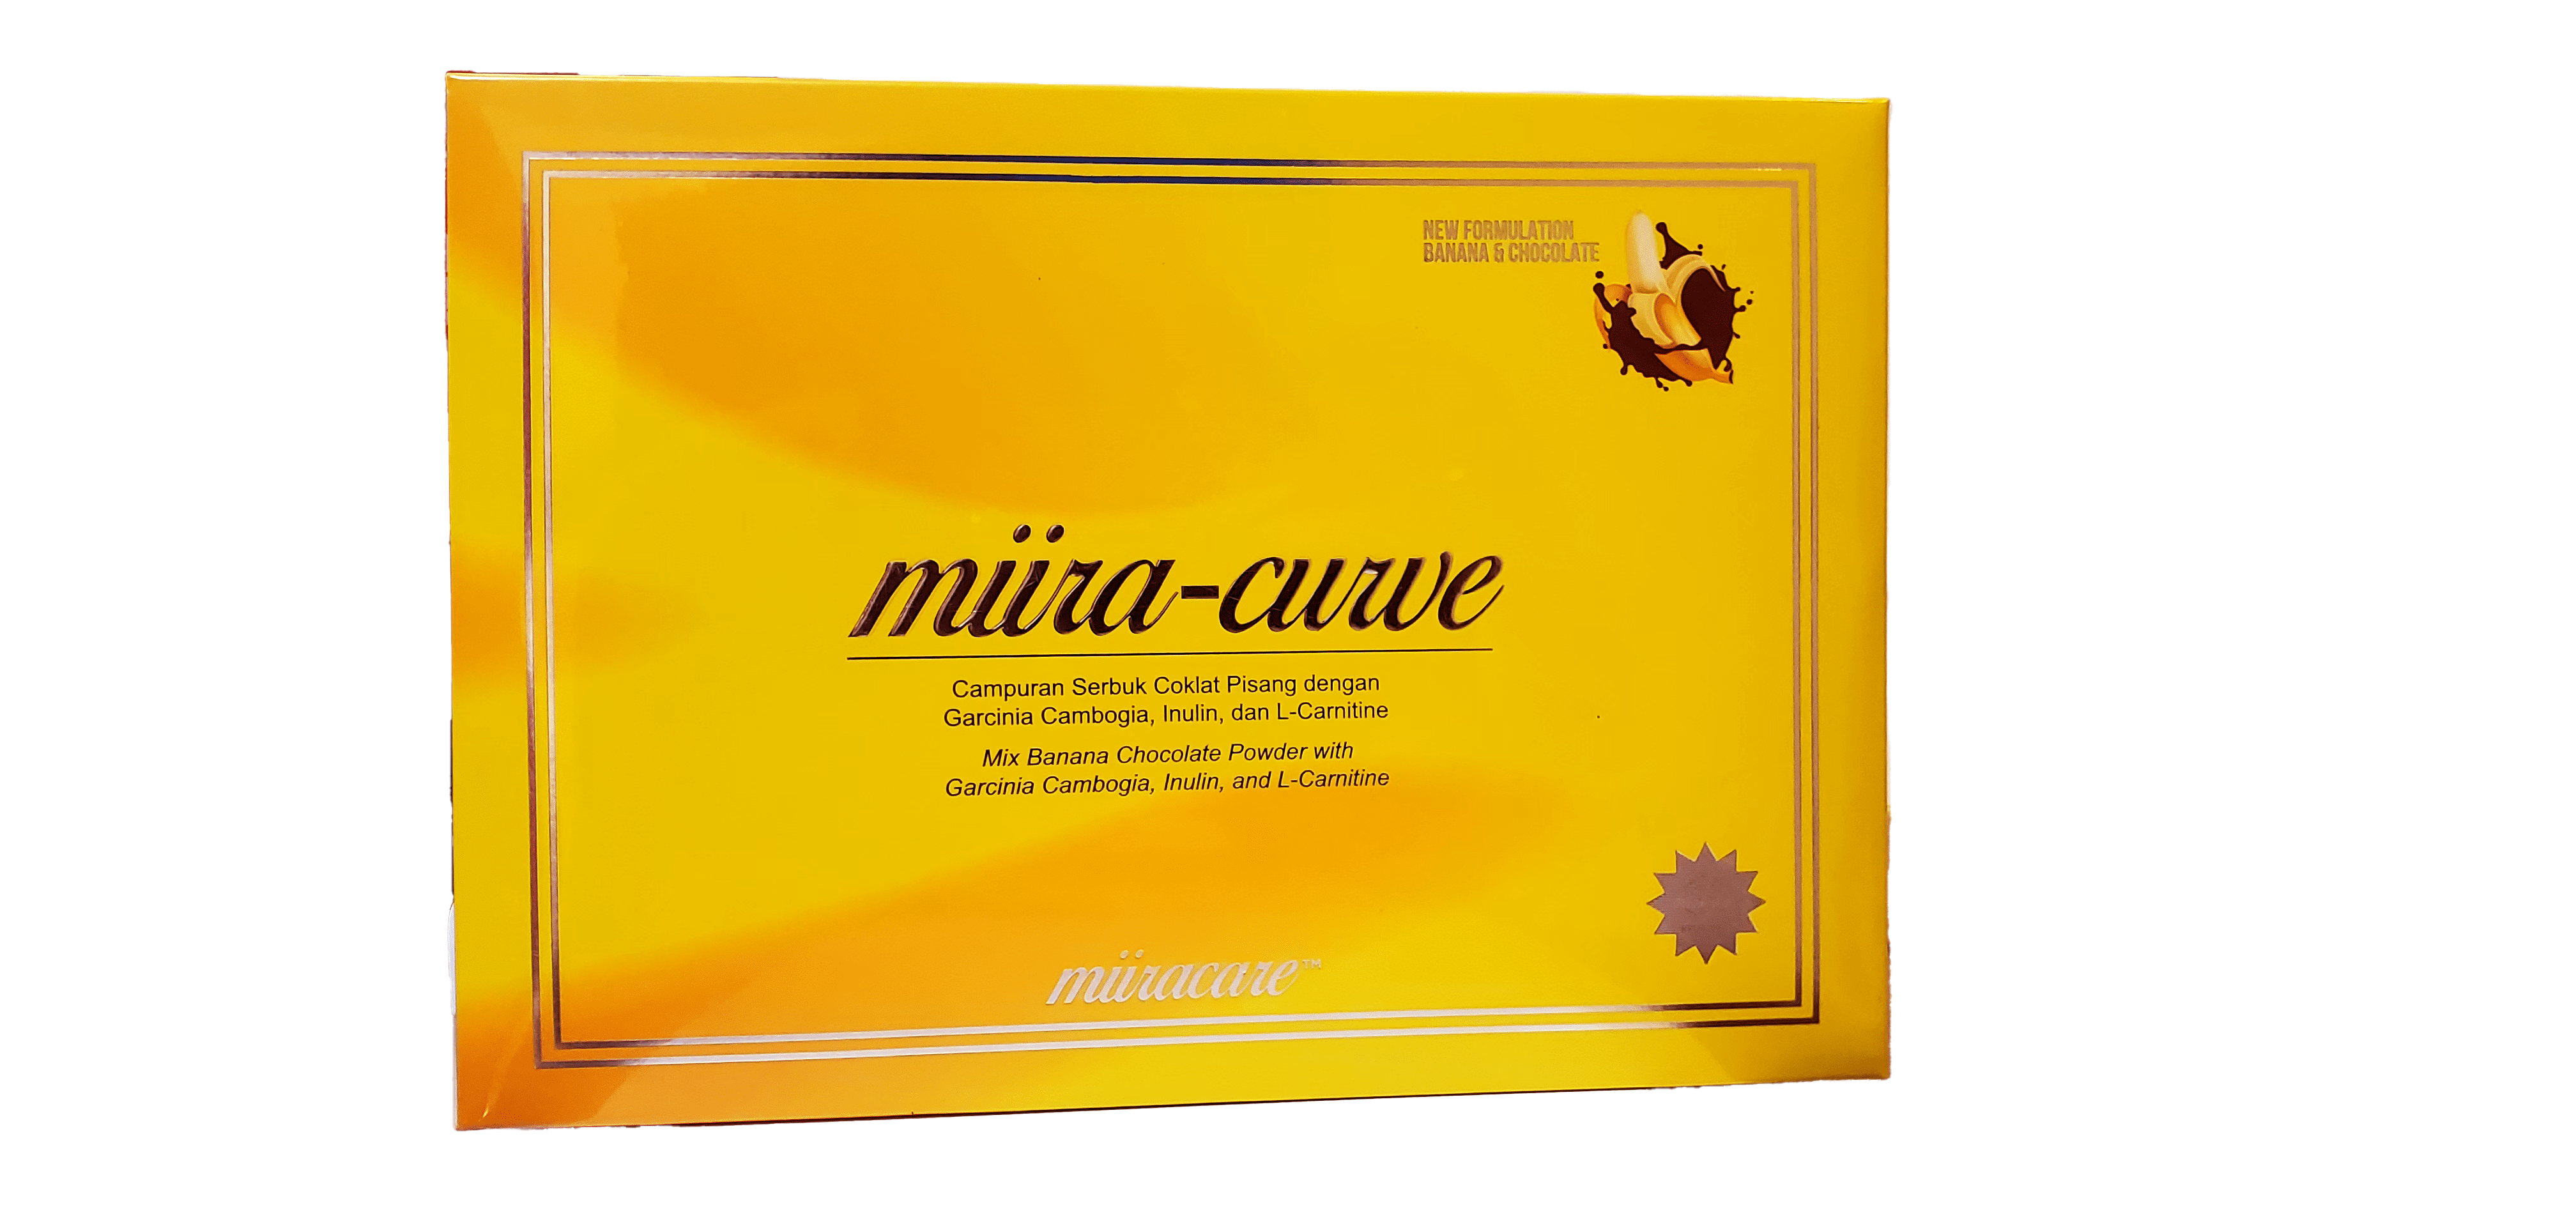 NEW FORMULATION
BANANA & CHOCOLATE
müra-curve
Campuran Serbuk Coklat Pisang dengan
Garcinia Cambogia, Inulin, dan L-Carnitine
Mix Banana Chocolate Powder with
Garcinia Cambogia, Inulin, and L-Carnitine
müracare™